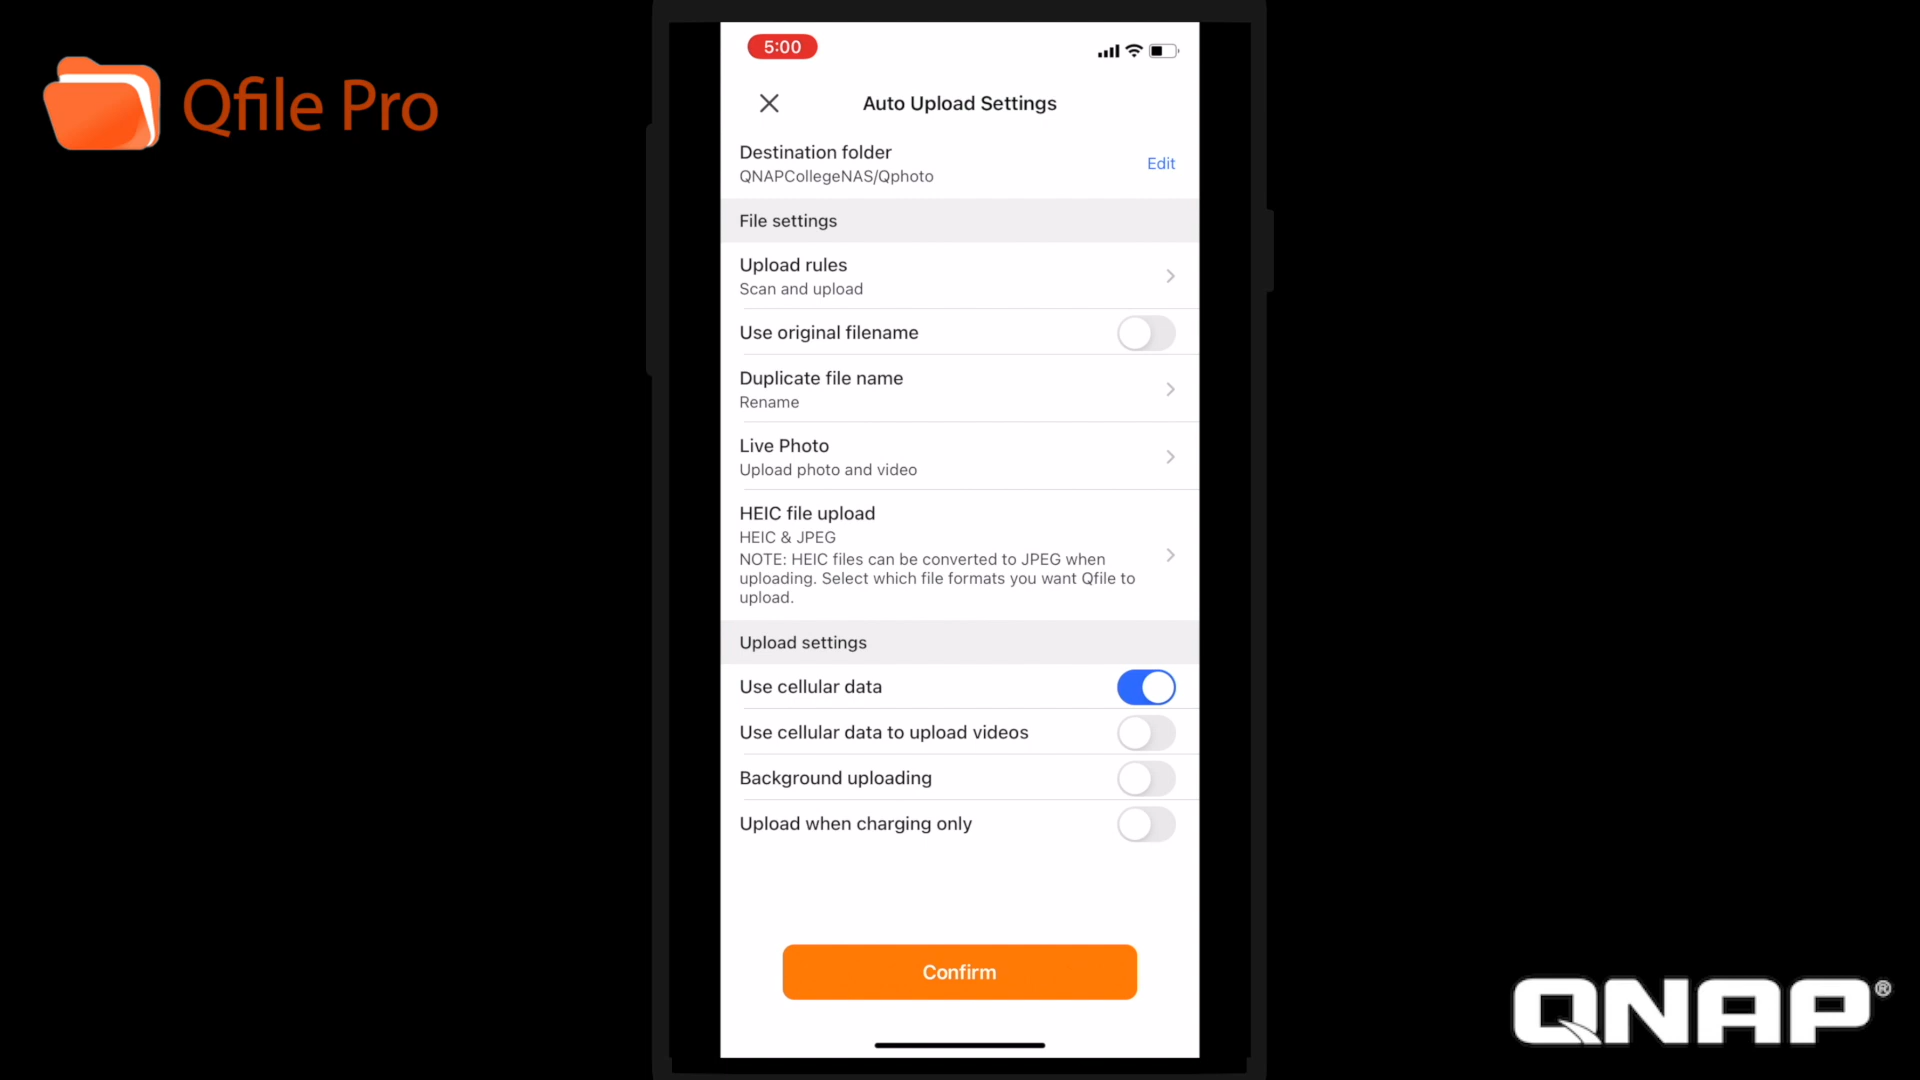 Qfile Pro
5:00
Auto Upload Settings
Destination folder
QNAPCollegeNAS/Qphoto
Edit
File settings
Upload rules
Scan and upload
Use original filename
Duplicate file name
Rename
Live Photo
Upload photo and video
HEIC file upload
HEIC & JPEG
NOTE: HEIC files can be converted to JPEG when
uploading. Select which file formats you want Qfile to
upload.
Upload settings
Use cellular data
Use cellular data to upload videos
Background uploading
Upload when charging only
Confirm
QNAP®